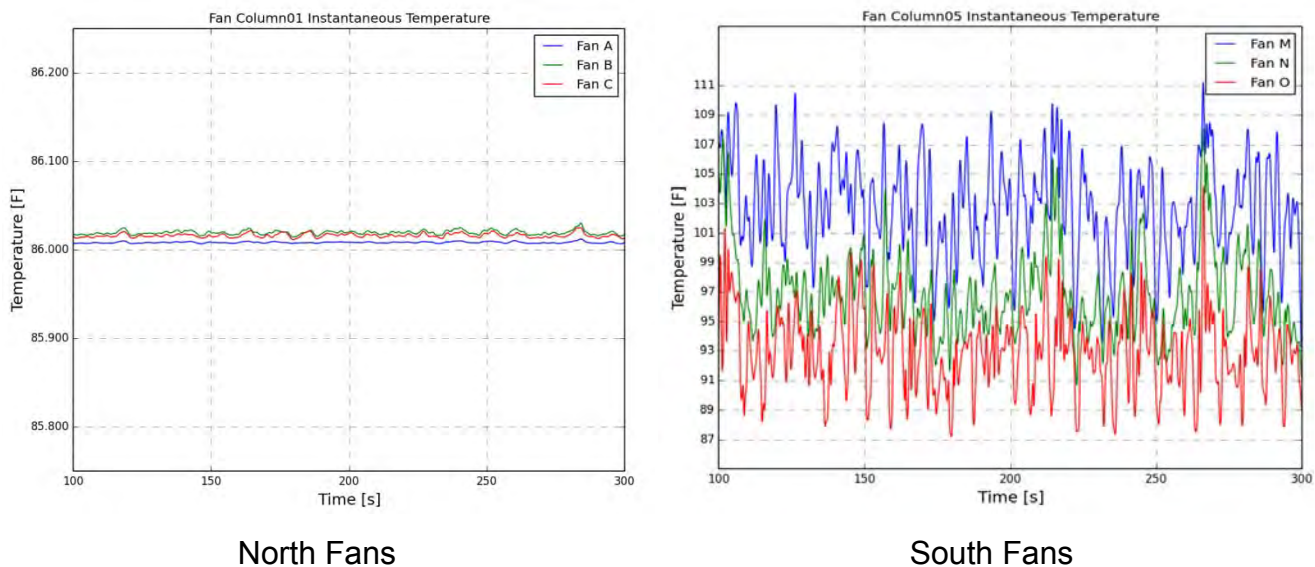 Fan Column01 Instantaneous Temperature
Fan A
Fan B
Fan C
86.200
86.100
86.000
85.900
85.800
Temperature [F]
100 150 200 250 300
Time [s]
North Fans
Fan Column05 Instantaneous Temperature
Fan M
Fan N
Fan O
111
109
107
105
103
101
99
97
95
93
91
89
87
Temperature [F]
100 150 200 250 300
Time [s]
South Fans